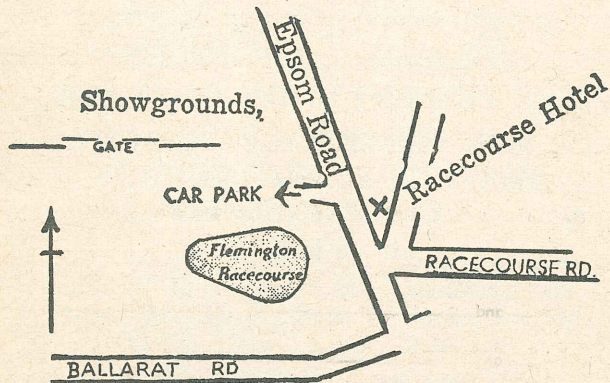 Epsom Road
Showgrounds,
GATE
Racecourse Hotel
CAR PARK
Flemington
Racecourse
RACECOURSE RD.
BALLARAT RD